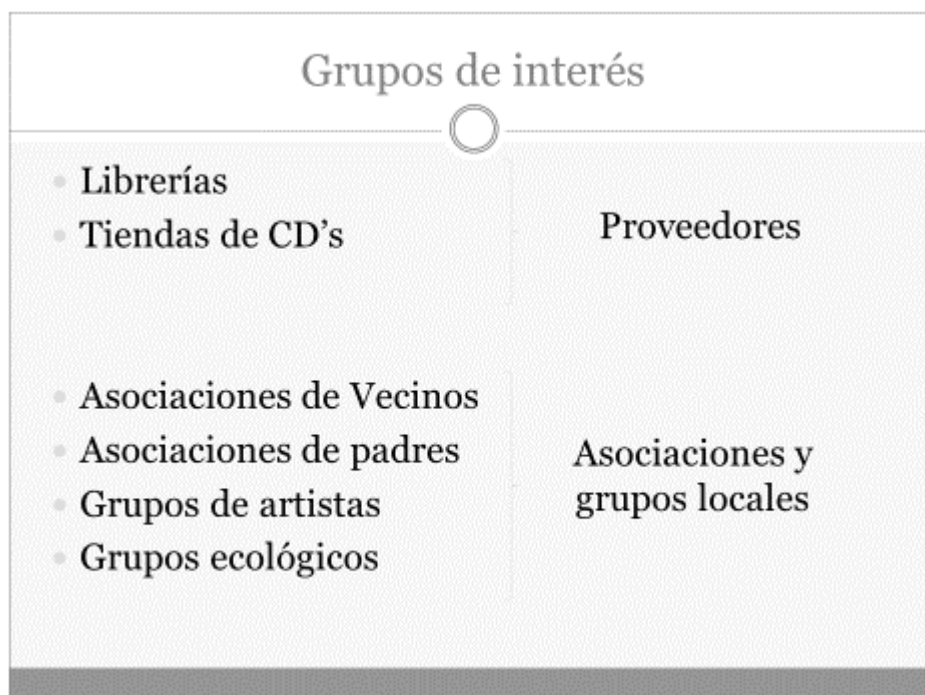 Grupos de interés
Librerías
Tiendas de CD’s
Proveedores
Asociaciones de Vecinos
Asociaciones de padres
Grupos de artistas
Grupos ecológicos
Asociaciones y
grupos locales